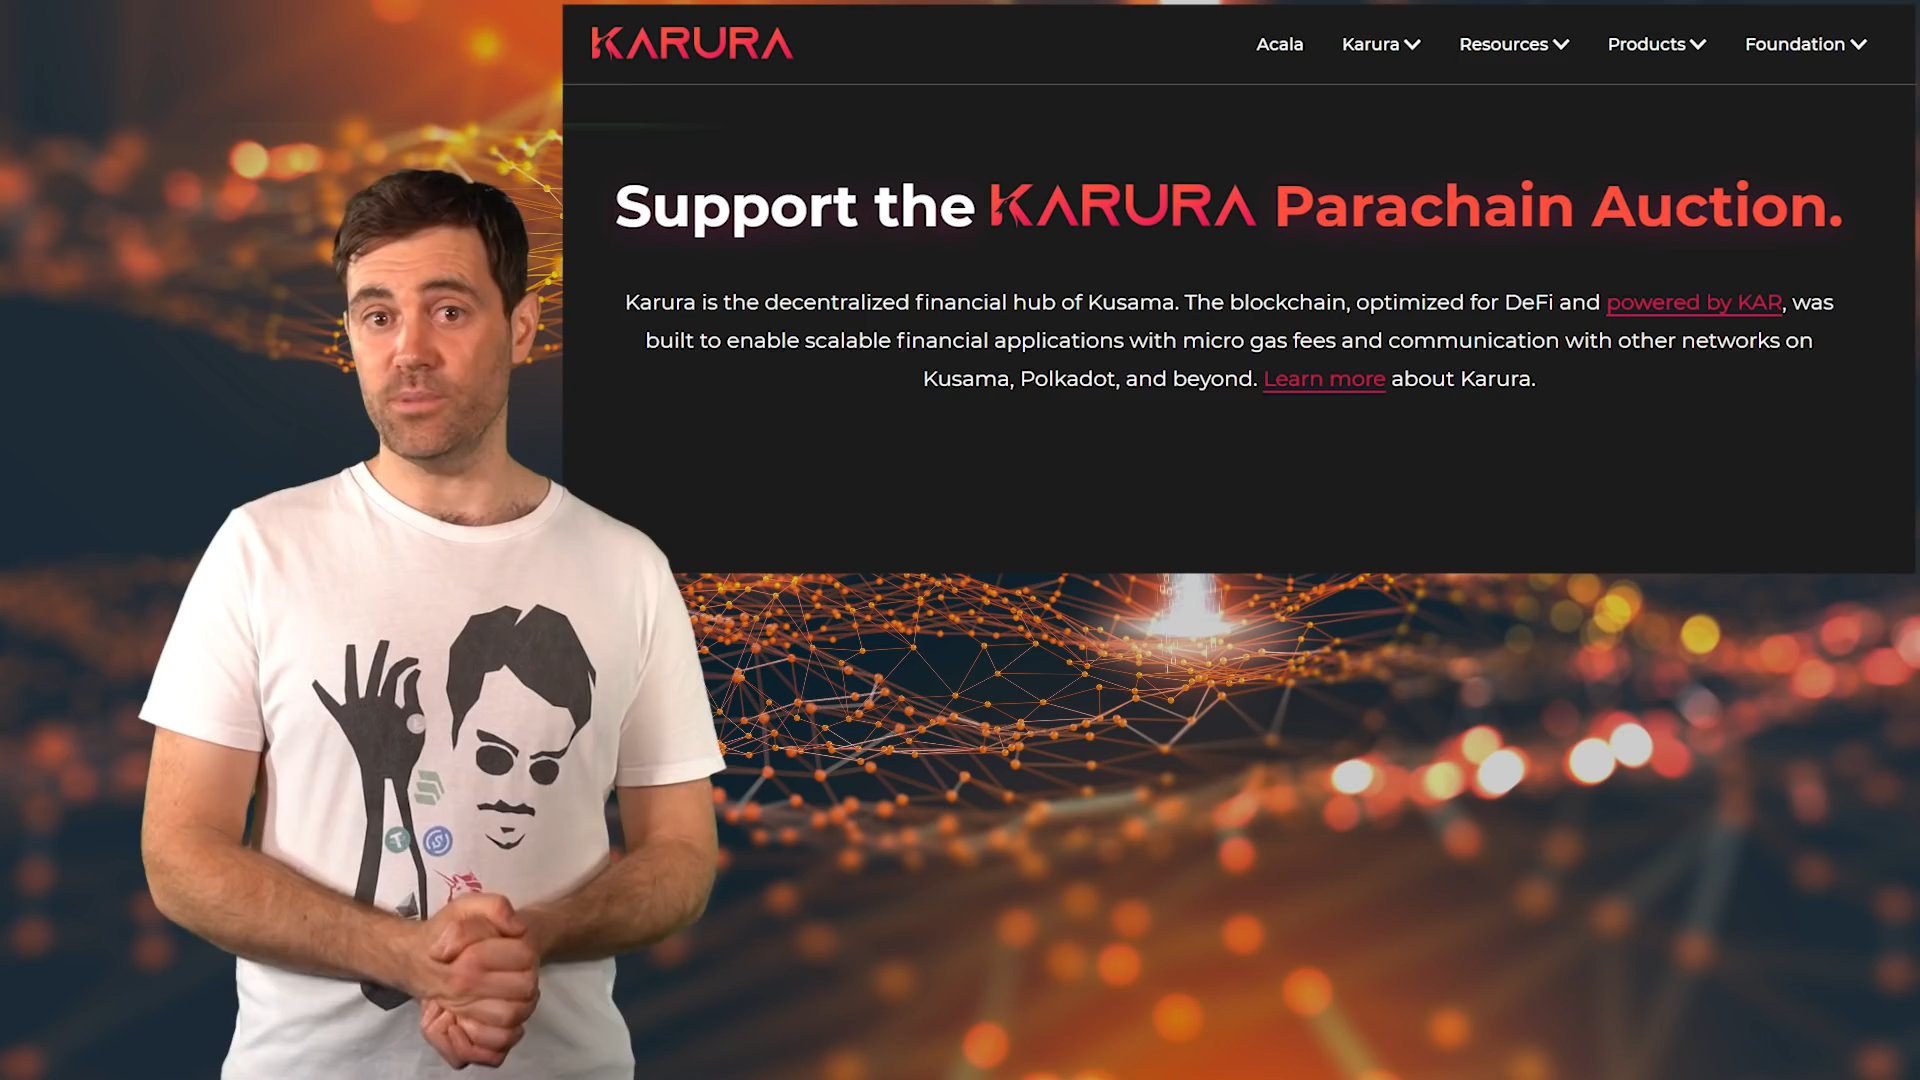 KARURA
Acala Karura Resources Products Foundation
Support the KARURA Parachain Auction.
Karura is the decentralized financial hub of Kusama. The blockchain, optimized for DeFi and powered by KAR, was
built to enable scalable financial applications with micro gas fees and communication with other networks on
Kusama, Polkadot, and beyond. Learn more about Karura.